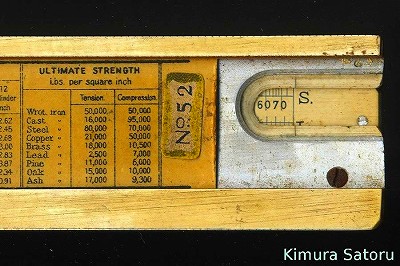 ULTIMATE STRENGTH
Lbs. per square inch
Tension Compression
Wrot. iron 50,000 50,000
Cast " 16,000 95,000
Steel " 60,000 70,000
Copper " 21,000 50,000
Brass " 18,000 10,500
Lead " 2,500 7,000
Pine " 11,000 6,000
Oak " 15,000 10,000
Ash " 17,000 9,300
No 52
6070
S.
Kimura Satoru